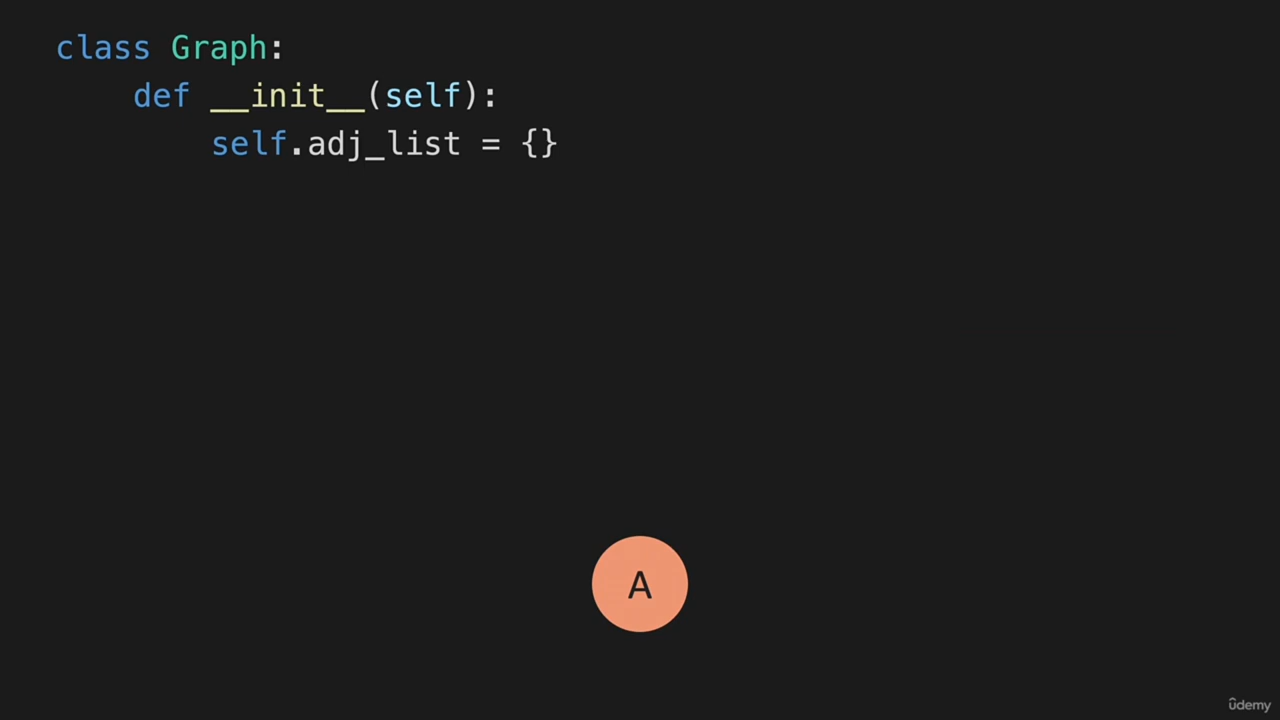 class Graph:
    def __init__(self):
        self.adj_list = {}
A
ûdemy